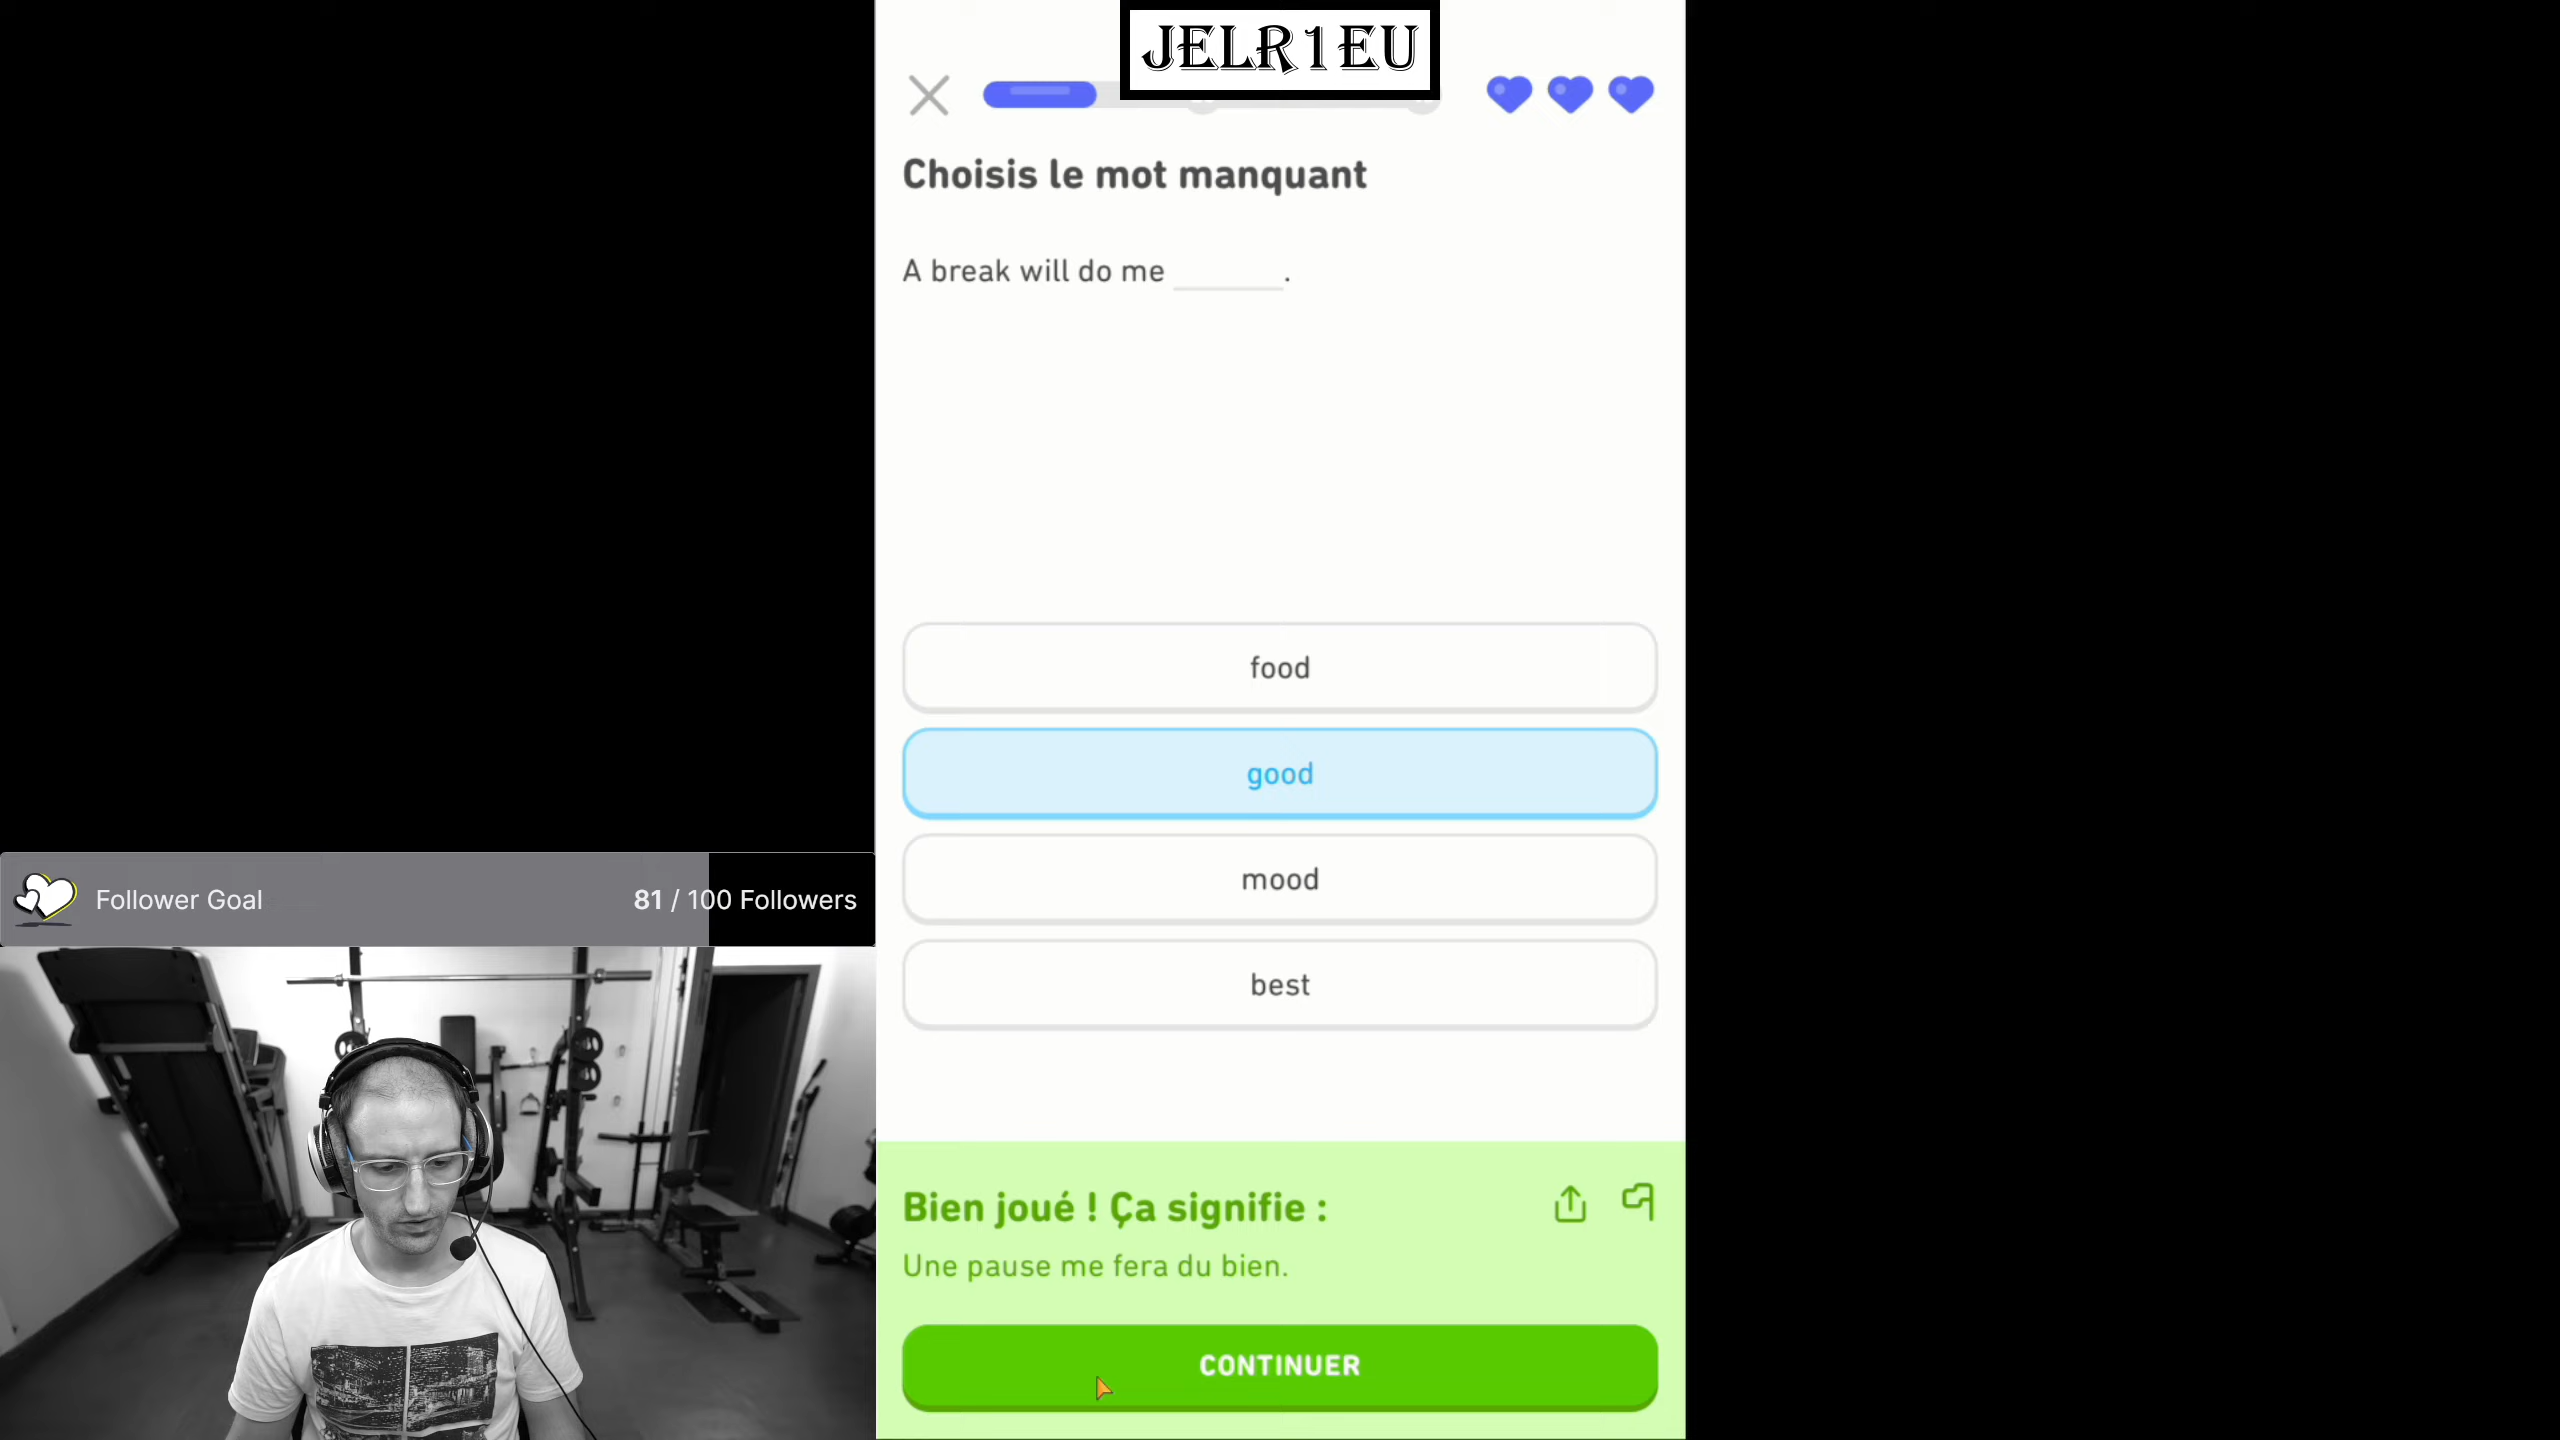 JELR1EU
Choisis le mot manquant
A break will do me ______.
food
good
mood
best
Follower Goal
81 / 100 Followers
Bien joué ! Ça signifie :
Une pause me fera du bien.
CONTINUER